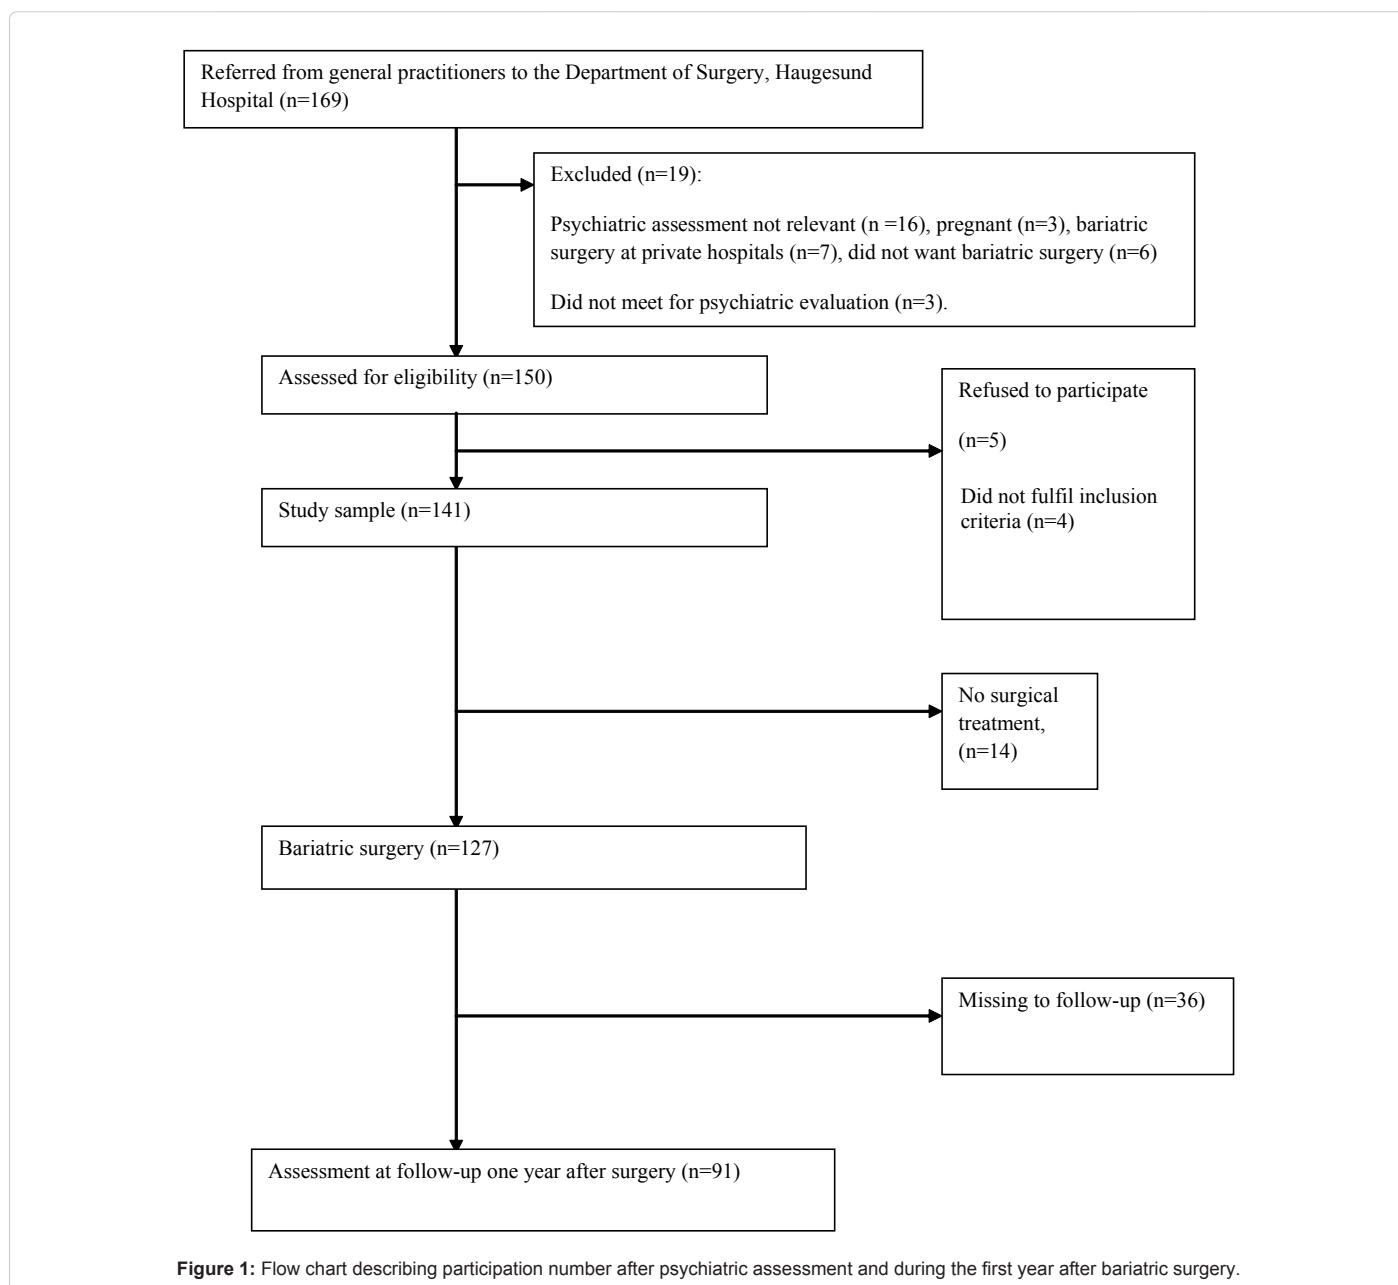 Referred from general practitioners to the Department of Surgery, Haugesund
Hospital (n=169)
Excluded (n=19):
Psychiatric assessment not relevant (n =16), pregnant (n=3), bariatric
surgery at private hospitals (n=7), did not want bariatric surgery (n=6)
Did not meet for psychiatric evaluation (n=3).
Assessed for eligibility (n=150)
Refused to participate
(n=5)
Did not fulfil inclusion
criteria (n=4)
Study sample (n=141)
No surgical
treatment,
(n=14)
Bariatric surgery (n=127)
Missing to follow-up (n=36)
Assessment at follow-up one year after surgery (n=91)
Figure 1: Flow chart describing participation number after psychiatric assessment and during the first year after bariatric surgery.